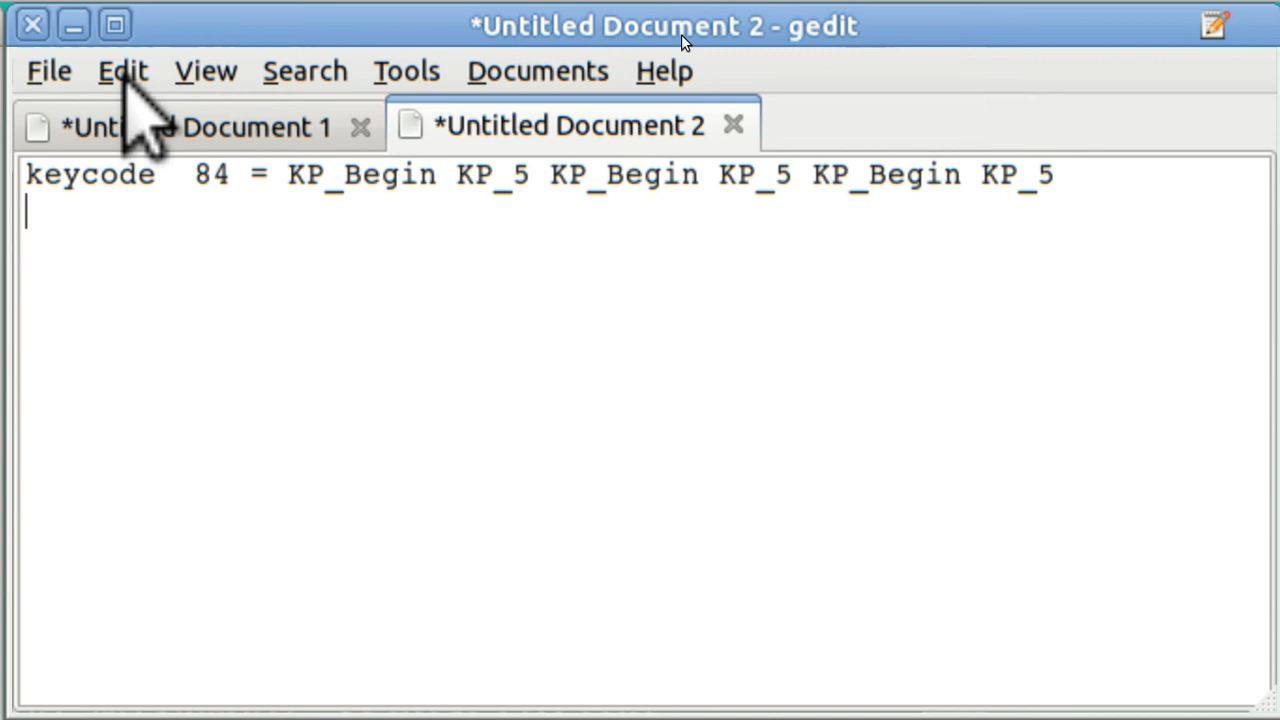 *Untitled Document 2 - gedit
File Edit View Search Tools Documents Help
*Unt d Document 1 *Untitled Document 2
keycode  84 = KP_Begin KP_5 KP_Begin KP_5 KP_Begin KP_5